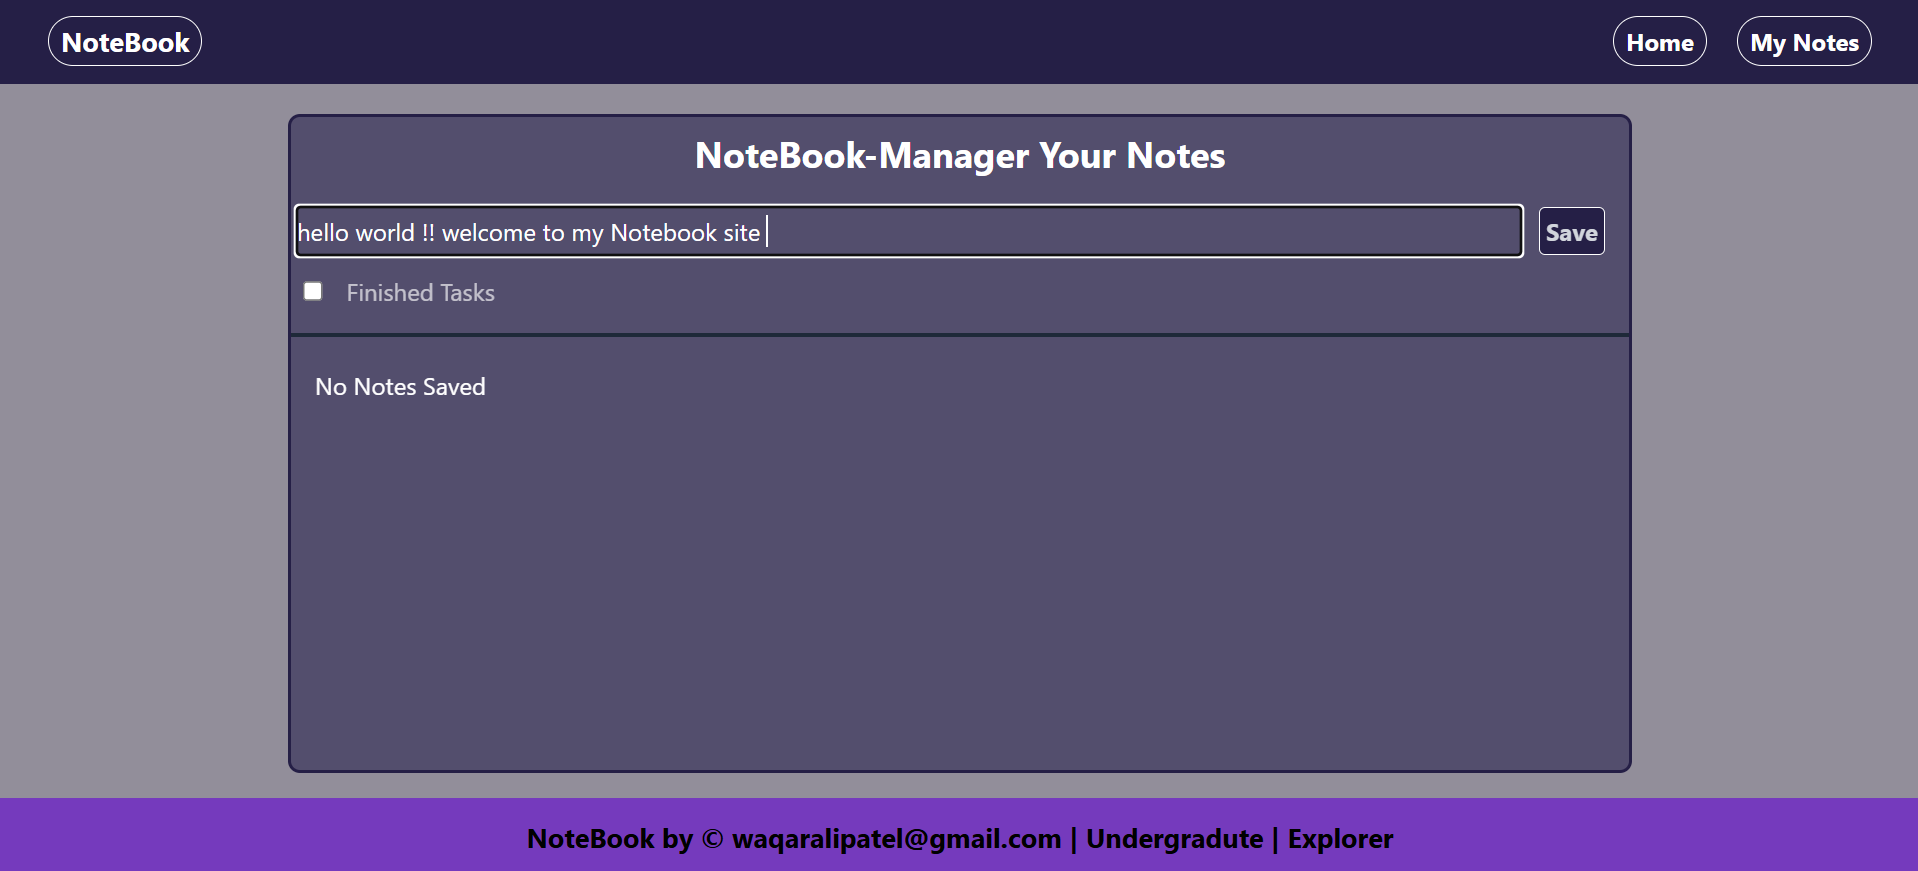 NoteBook
Home
My Notes
NoteBook-Manager Your Notes
hello world !! welcome to my Notebook site
Save
Finished Tasks
No Notes Saved
NoteBook by © waqaralipatel@gmail.com | Undergradute | Explorer